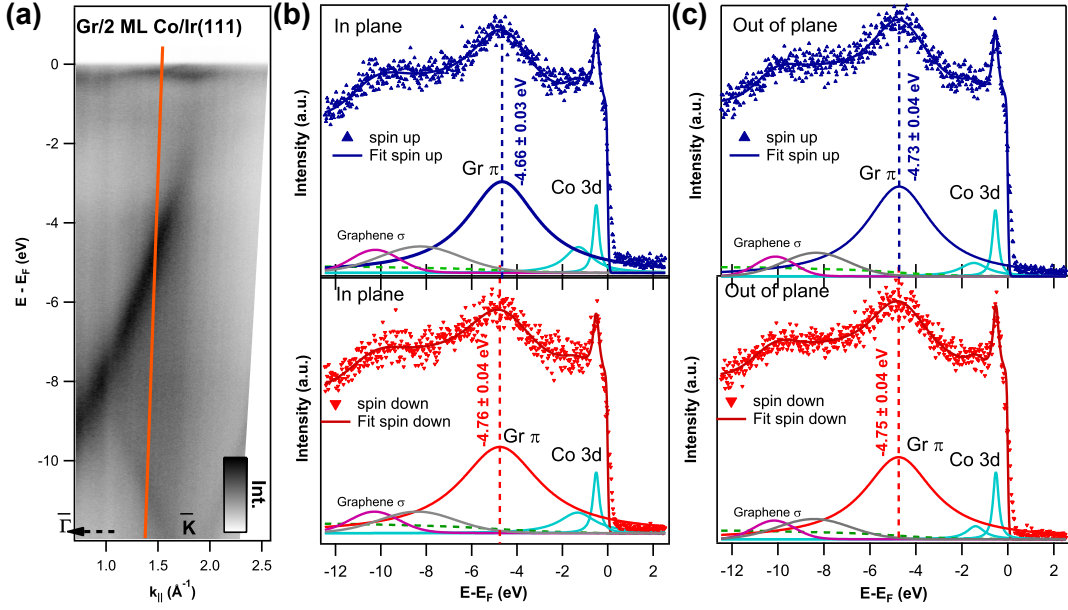 (a)
Gr/2 ML Co/Ir(111)
0
-2
-4
-6
-8
-10
E - E_F (eV)
Int.
Γ̅
K̅
1.0
1.5
2.0
2.5
k_|| (Å⁻¹)
(b)
In plane
Intensity (a.u.)
spin up
Fit spin up
-4.66 ± 0.03 eV
Gr π
Co 3d
Graphene σ
In plane
Intensity (a.u.)
spin down
Fit spin down
-4.76 ± 0.04 eV
Gr π
Co 3d
Graphene σ
-12
-10
-8
-6
-4
-2
0
2
E-E_F (eV)
(c)
Out of plane
Intensity (a.u.)
spin up
Fit spin up
-4.73 ± 0.04 eV
Gr π
Co 3d
Graphene σ
Out of plane
Intensity (a.u.)
spin down
Fit spin down
-4.75 ± 0.04 eV
Gr π
Co 3d
Graphene σ
-12
-10
-8
-6
-4
-2
0
2
E-E_F (eV)